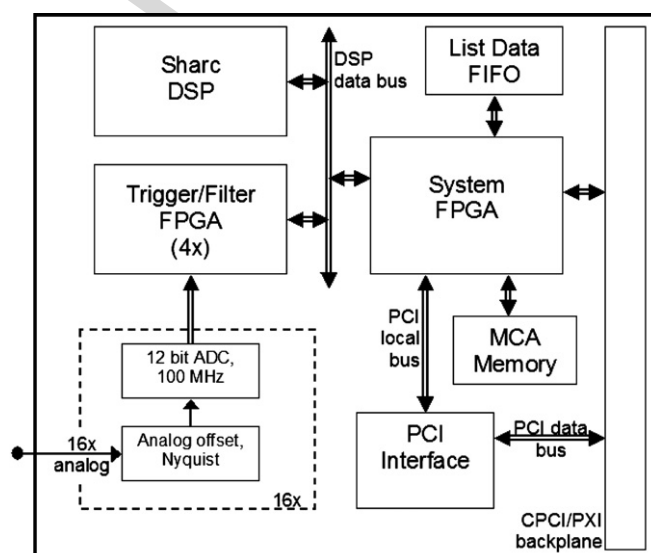 Sharc
DSP
DSP
data bus
List Data
FIFO
Trigger/Filter
FPGA
(4x)
System
FPGA
PCI
local
bus
MCA
Memory
12 bit ADC,
100 MHz
16x
analog
Analog offset,
Nyquist
16x
PCI
Interface
PCI data
bus
CPCI/PXI
backplane